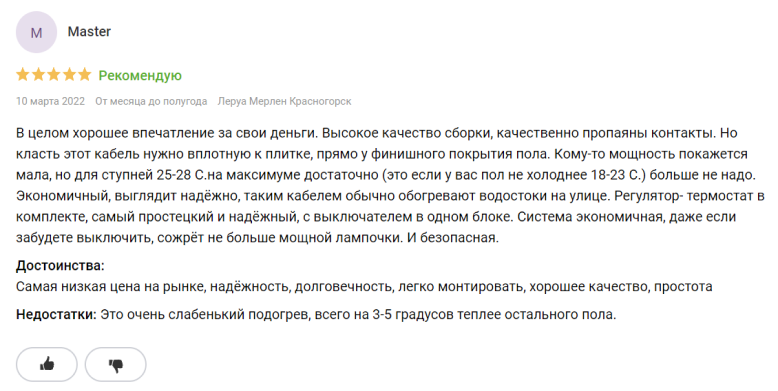 М
Master
Рекомендую
10 марта 2022 От месяца до полугода Леруа Мерлен Красногорск
В целом хорошее впечатление за свои деньги. Высокое качество сборки, качественно пропаяны контакты. Но
класть этот кабель нужно вплотную к плитке, прямо у финишного покрытия пола. Кому-то мощность покажется
мала, но для ступней 25-28 С.на максимуме достаточно (это если у вас пол не холоднее 18-23 С.) больше не надо.
Экономичный, выглядит надёжно, таким кабелем обычно обогревают водостоки на улице. Регулятор- термостат в
комплекте, самый простецкий и надёжный, с выключателем в одном блоке. Система экономичная, даже если
забудете выключить, сожрёт не больше мощной лампочки. И безопасная.
Достоинства:
Самая низкая цена на рынке, надёжность, долговечность, легко монтировать, хорошее качество, простота
Недостатки: Это очень слабенький подогрев, всего на 3-5 градусов теплее остального пола.